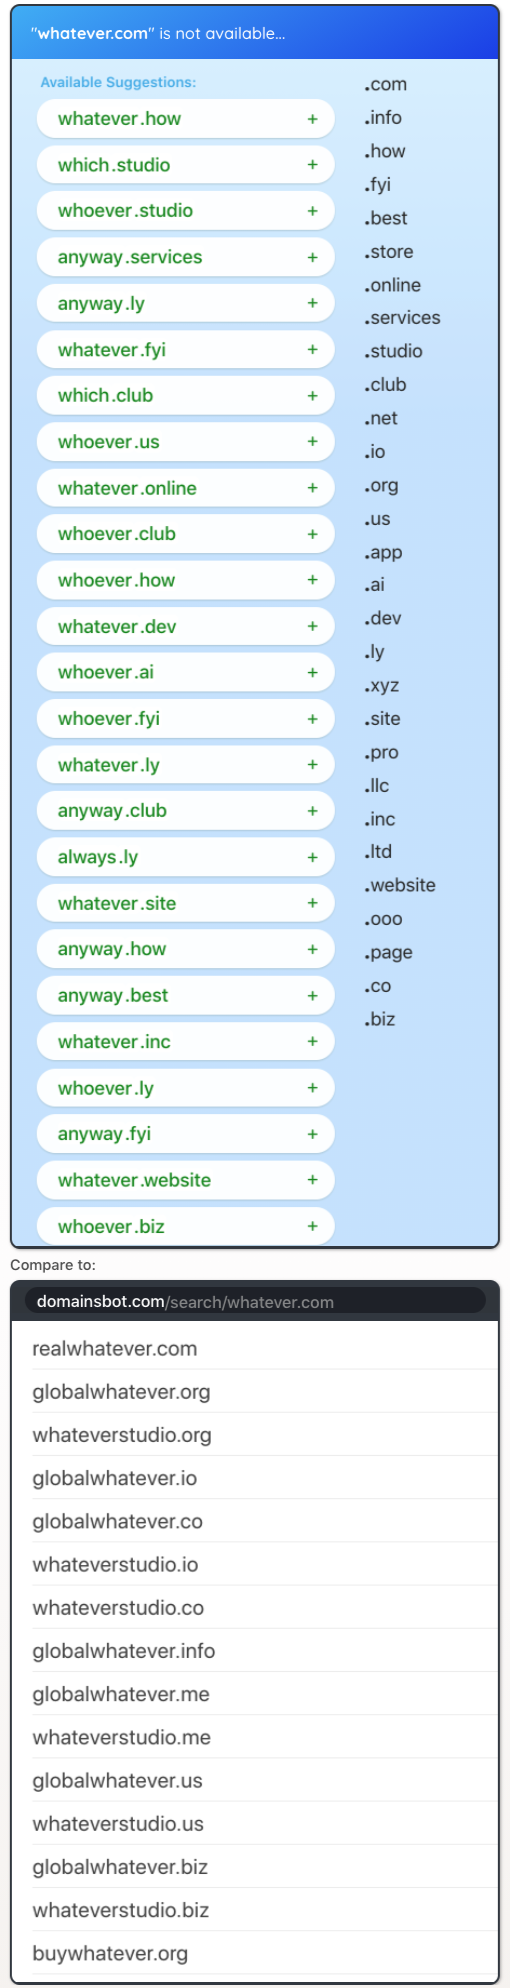 "whatever.com" is not available...
Available Suggestions:
whatever.how +
which.studio +
whoever.studio +
anyway.services +
anyway.ly +
whatever.fyi +
which.club +
whoever.us +
whatever.online +
whoever.club +
whoever.how +
whatever.dev +
whoever.ai +
whoever.fyi +
whatever.ly +
anyway.club +
always.ly +
whatever.site +
anyway.how +
anyway.best +
whatever.inc +
whoever.ly +
anyway.fyi +
whatever.website +
whoever.biz +
.com
.info
.how
.fyi
.best
.store
.online
.services
.studio
.club
.net
.io
.org
.us
.app
.ai
.dev
.ly
.xyz
.site
.pro
.llc
.inc
.ltd
.website
.ooo
.page
.co
.biz
Compare to:
domainsbot.com/search/whatever.com
realwhatever.com
globalwhatever.org
whateverstudio.org
globalwhatever.io
globalwhatever.co
whateverstudio.io
whateverstudio.co
globalwhatever.info
globalwhatever.me
whateverstudio.me
globalwhatever.us
whateverstudio.us
globalwhatever.biz
whateverstudio.biz
buywhatever.org